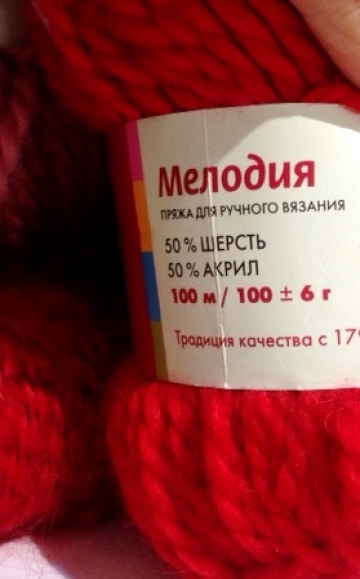 Мелодия
ПРЯЖА ДЛЯ РУЧНОГО ВЯЗАНИЯ
50 % ШЕРСТЬ
50 % АКРИЛ
100 м / 100 ± 6 г
Традиция качества с